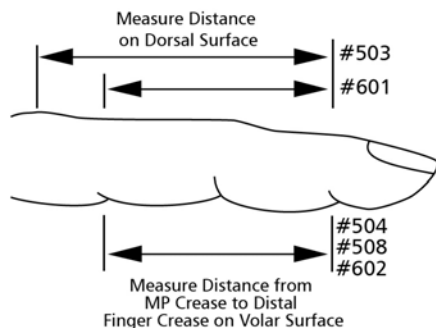 Measure Distance
on Dorsal Surface
#503
#601
#504
#508
#602
Measure Distance from
MP Crease to Distal
Finger Crease on Volar Surface